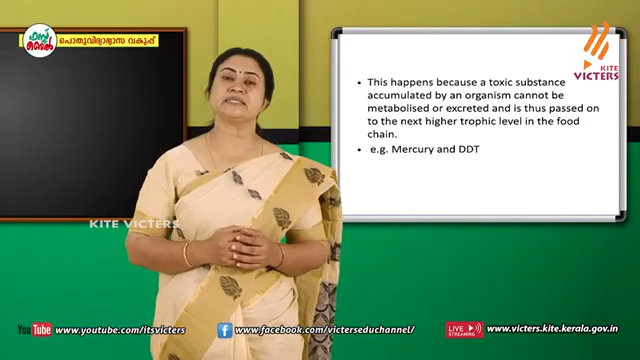 ഫസ്റ്റ് ബെൽ
പൊതുവിദ്യാഭ്യാസ വകുപ്പ്
KITE
VICTERS
• This happens because a toxic substance
accumulated by an organism cannot be
metabolised or excreted and is thus passed on
to the next higher trophic level in the food
chain.
• e.g. Mercury and DDT
KITE VICTERS
YouTube www.youtube.com/itsvicters
f www.facebook.com/victerseduchannel/
LIVE STREAMING www.victers.kite.kerala.gov.in